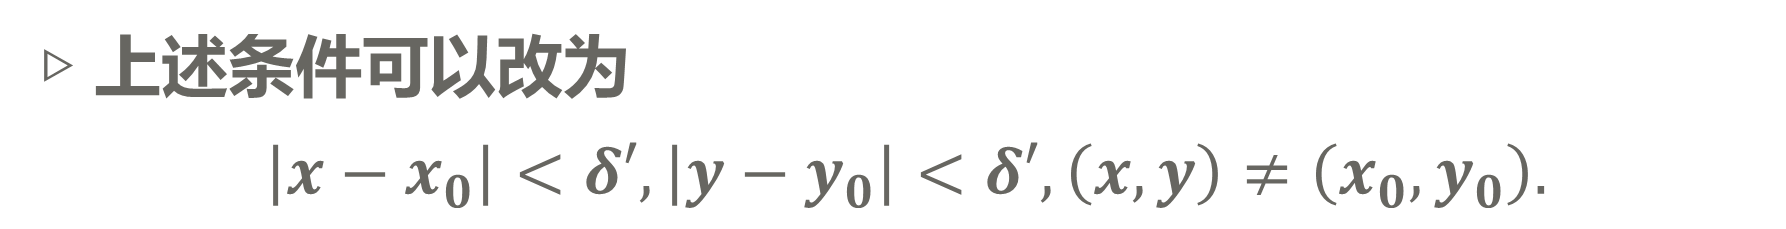 ▷ 上述条件可以改为
|x − x₀| < δ′, |y − y₀| < δ′, (x, y) ≠ (x₀, y₀).